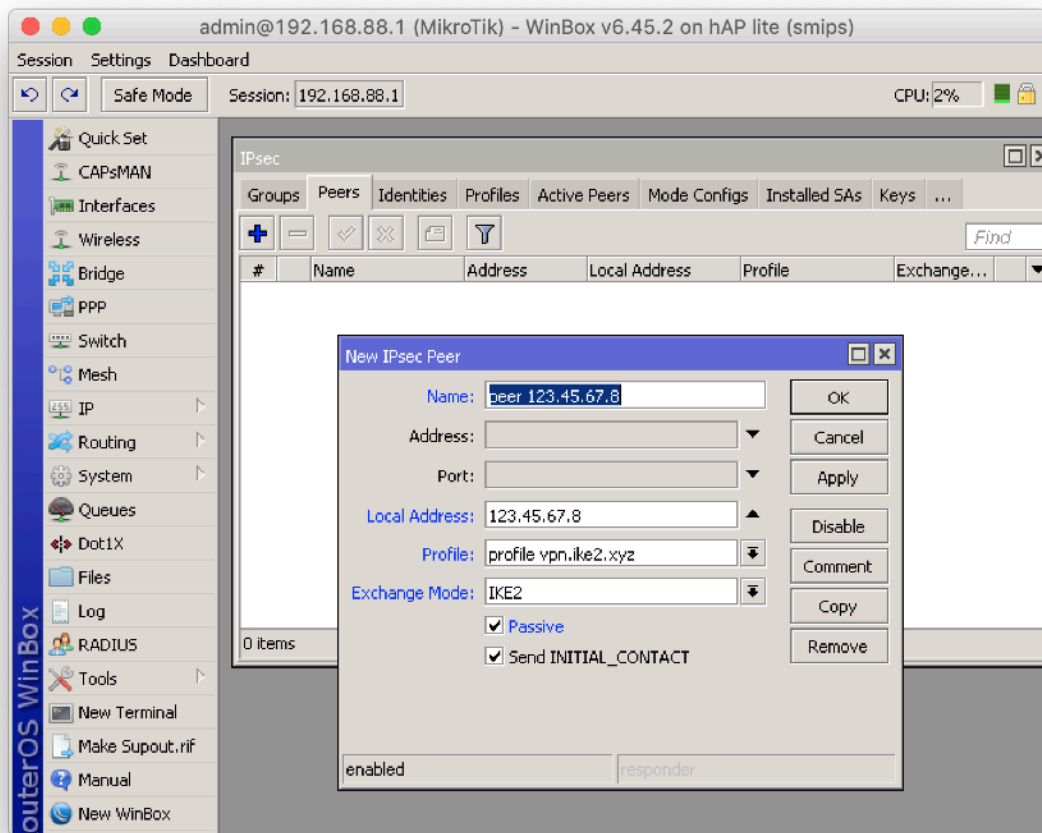 admin@192.168.88.1 (MikroTik) - WinBox v6.45.2 on hAP lite (smips)
Session Settings Dashboard
Safe Mode Session: 192.168.88.1 CPU: 2%
Quick Set
CAPsMAN
Interfaces
Wireless
Bridge
PPP
Switch
Mesh
IP
Routing
System
Queues
Dot1X
Files
Log
RADIUS
Tools
New Terminal
Make Supout.rif
Manual
New WinBox
outerOS WinBox
IPsec
Groups Peers Identities Profiles Active Peers Mode Configs Installed SAs Keys ...
Find
# Name Address Local Address Profile Exchange...
0 items
New IPsec Peer
Name: peer 123.45.67.8
Address:
Port:
Local Address: 123.45.67.8
Profile: profile vpn.ike2.xyz
Exchange Mode: IKE2
Passive
Send INITIAL_CONTACT
OK
Cancel
Apply
Disable
Comment
Copy
Remove
enabled responder